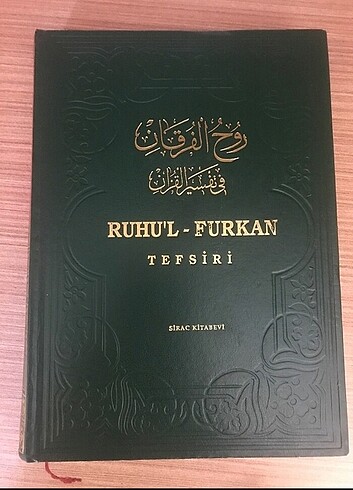 روح الفرقان
في تفسير القرآن
RUHU'L - FURKAN
TEFSİRİ
SİRAC KİTABEVİ